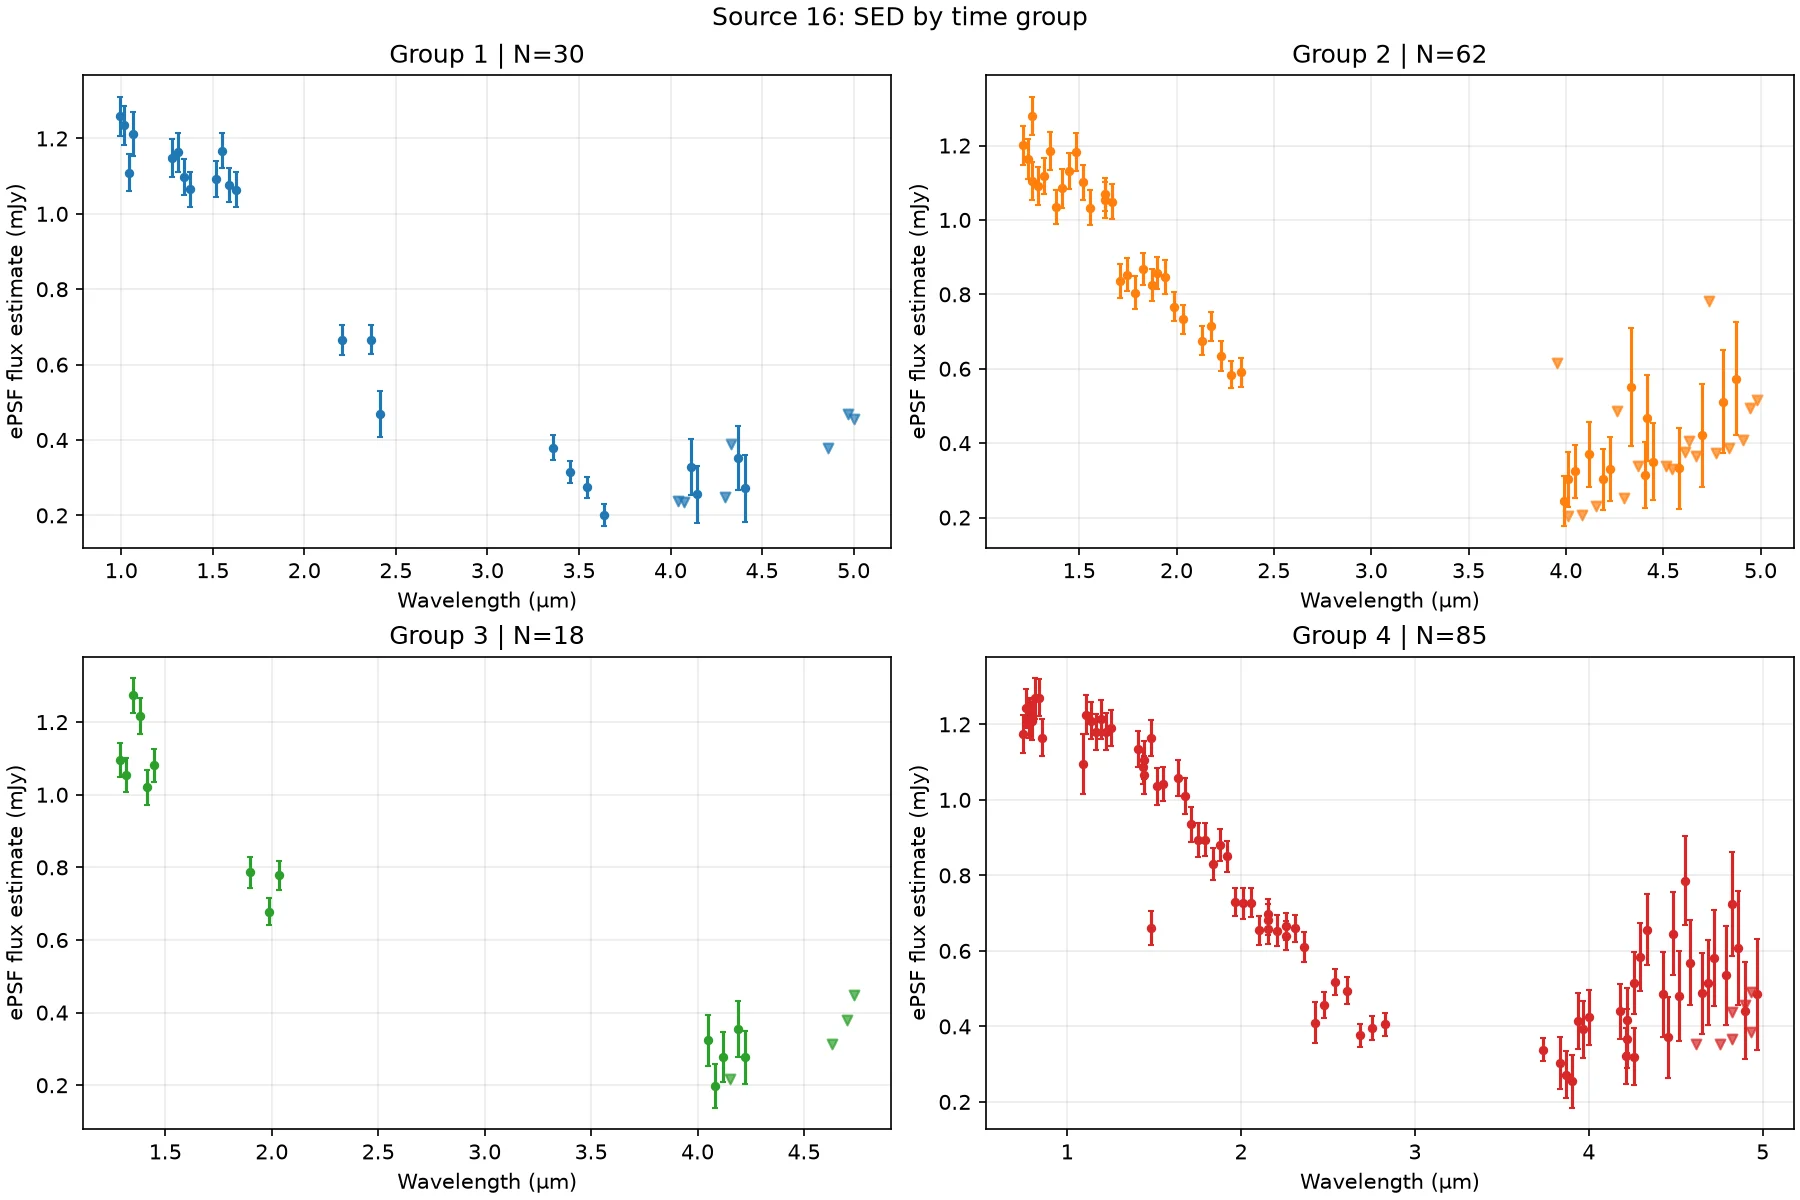 Source 16: SED by time group
Group 1 | N=30
ePSF flux estimate (mJy)
1.2
1.0
0.8
0.6
0.4
0.2
1.0 1.5 2.0 2.5 3.0 3.5 4.0 4.5 5.0
Wavelength (µm)
Group 2 | N=62
ePSF flux estimate (mJy)
1.2
1.0
0.8
0.6
0.4
0.2
1.5 2.0 2.5 3.0 3.5 4.0 4.5 5.0
Wavelength (µm)
Group 3 | N=18
ePSF flux estimate (mJy)
1.2
1.0
0.8
0.6
0.4
0.2
1.5 2.0 2.5 3.0 3.5 4.0 4.5
Wavelength (µm)
Group 4 | N=85
ePSF flux estimate (mJy)
1.2
1.0
0.8
0.6
0.4
0.2
1 2 3 4 5
Wavelength (µm)